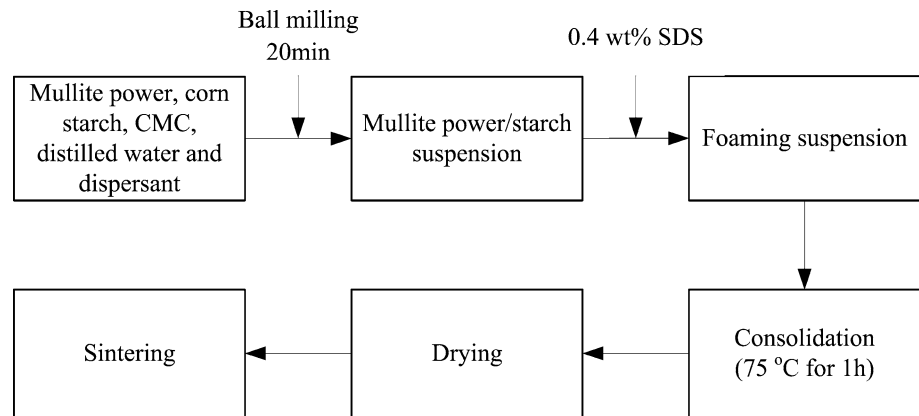 Ball milling
20min
0.4 wt% SDS
Mullite power, corn
starch, CMC,
distilled water and
dispersant
Mullite power/starch
suspension
Foaming suspension
Sintering
Drying
Consolidation
(75 °C for 1h)